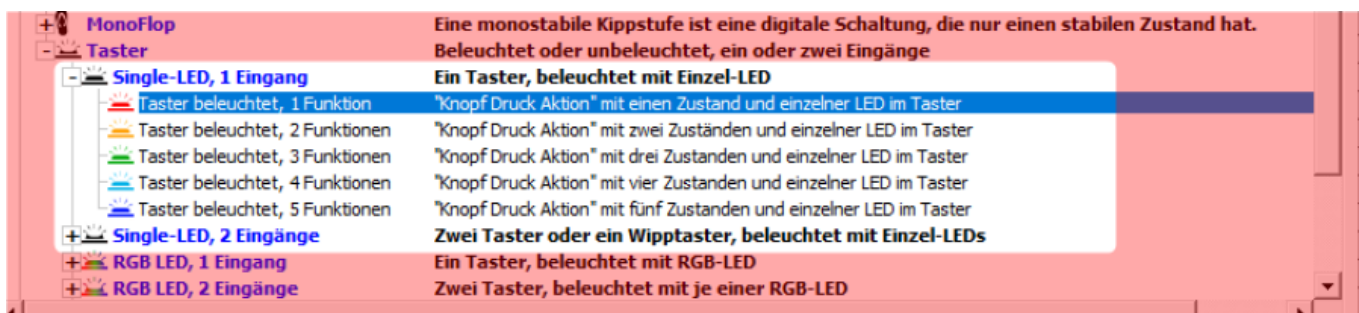 MonoFlop Eine monostabile Kippstufe ist eine digitale Schaltung, die nur einen stabilen Zustand hat.
Taster Beleuchtet oder unbeleuchtet, ein oder zwei Eingänge
Single-LED, 1 Eingang Ein Taster, beleuchtet mit Einzel-LED
Taster beleuchtet, 1 Funktion "Knopf Druck Aktion" mit einen Zustand und einzelner LED im Taster
Taster beleuchtet, 2 Funktionen "Knopf Druck Aktion" mit zwei Zuständen und einzelner LED im Taster
Taster beleuchtet, 3 Funktionen "Knopf Druck Aktion" mit drei Zustanden und einzelner LED im Taster
Taster beleuchtet, 4 Funktionen "Knopf Druck Aktion" mit vier Zustanden und einzelner LED im Taster
Taster beleuchtet, 5 Funktionen "Knopf Druck Aktion" mit fünf Zustanden und einzelner LED im Taster
Single-LED, 2 Eingänge Zwei Taster oder ein Wipptaster, beleuchtet mit Einzel-LEDs
RGB LED, 1 Eingang Ein Taster, beleuchtet mit RGB-LED
RGB LED, 2 Eingänge Zwei Taster, beleuchtet mit je einer RGB-LED